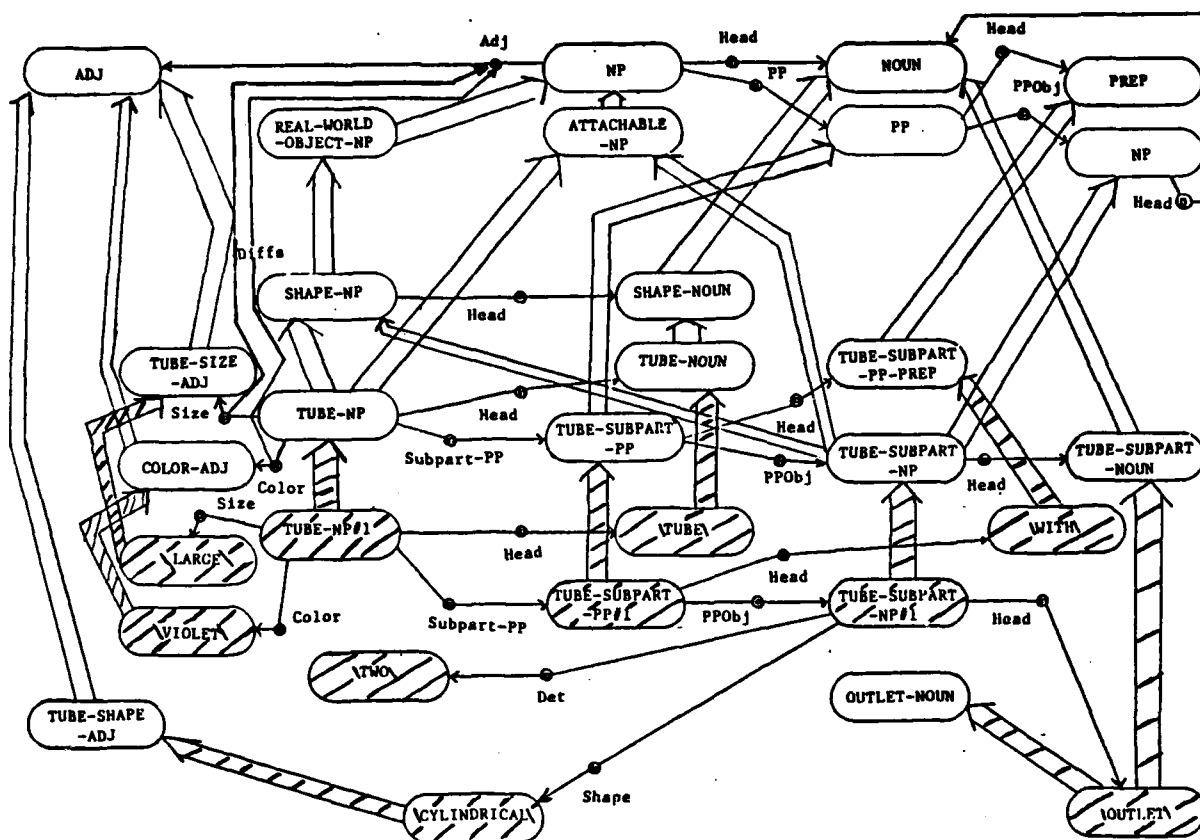 Adj
Head
Head
ADJ
NP
PP
NOUN
PPObj
PREP
REAL-WORLD
-OBJECT-NP
ATTACHABLE
-NP
PP
NP
Head
Diffs
SHAPE-NP
Head
SHAPE-NOUN
TUBE-SIZE
-ADJ
TUBE-NOUN
TUBE-SUBPART
-PP-PREP
Size
TUBE-NP
Head
Subpart-PP
TUBE-SUBPART
-PP
Head
COLOR-ADJ
Color
PPObj
TUBE-SUBPART
-NP
Head
TUBE-SUBPART
-NOUN
Size
TUBE-NP#1
Head
\TUBE\
\WITH\
\LARGE\
Head
TUBE-SUBPART
-PP#1
PPObj
TUBE-SUBPART
-NP#1
Head
\VIOLET\
Color
Subpart-PP
\TWO\
Det
OUTLET-NOUN
TUBE-SHAPE
-ADJ
Shape
\CYLINDRICAL\
\OUTLET\